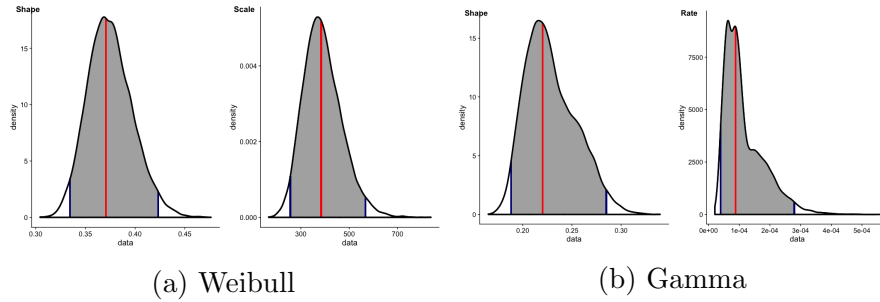 Shape
density
15
10
5
0
0.30
0.35
0.40
0.45
data
Scale
density
0.004
0.002
0.000
300
500
700
data
Shape
density
15
10
5
0
0.20
0.25
0.30
data
Rate
density
7500
5000
2500
0
0e+00
1e-04
2e-04
3e-04
4e-04
5e-04
data
(a) Weibull
(b) Gamma